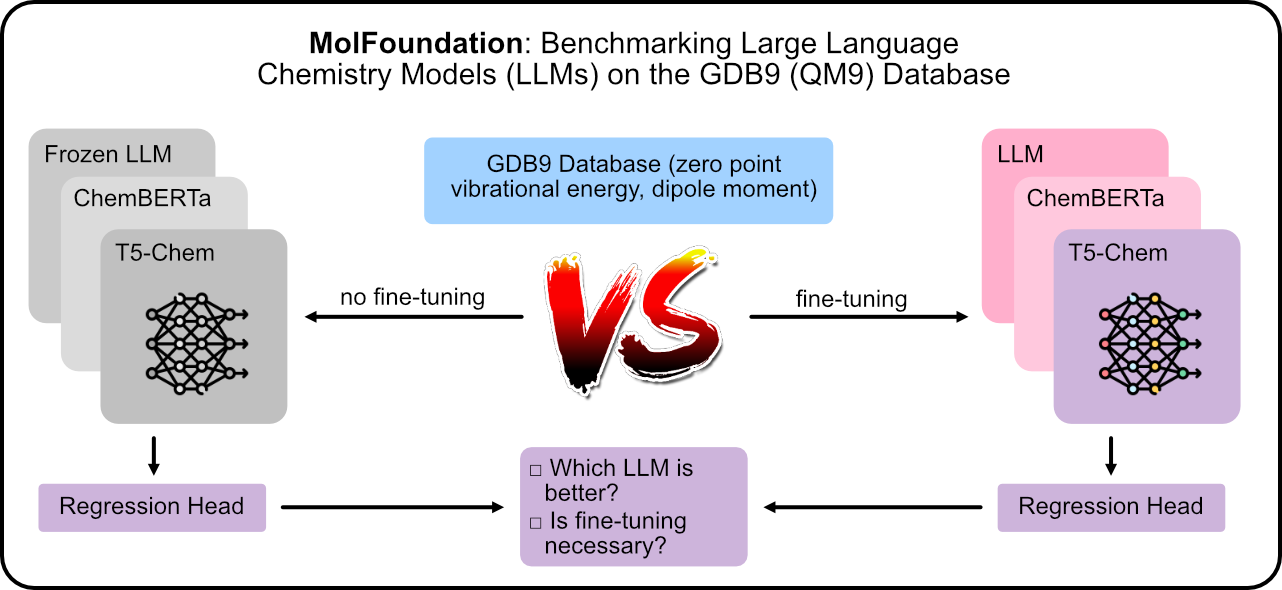 MolFoundation: Benchmarking Large Language
Chemistry Models (LLMs) on the GDB9 (QM9) Database
Frozen LLM
ChemBERTa
T5-Chem
GDB9 Database (zero point
vibrational energy, dipole moment)
LLM
ChemBERTa
T5-Chem
no fine-tuning
VS
fine-tuning
Regression Head
□ Which LLM is
better?
□ Is fine-tuning
necessary?
Regression Head